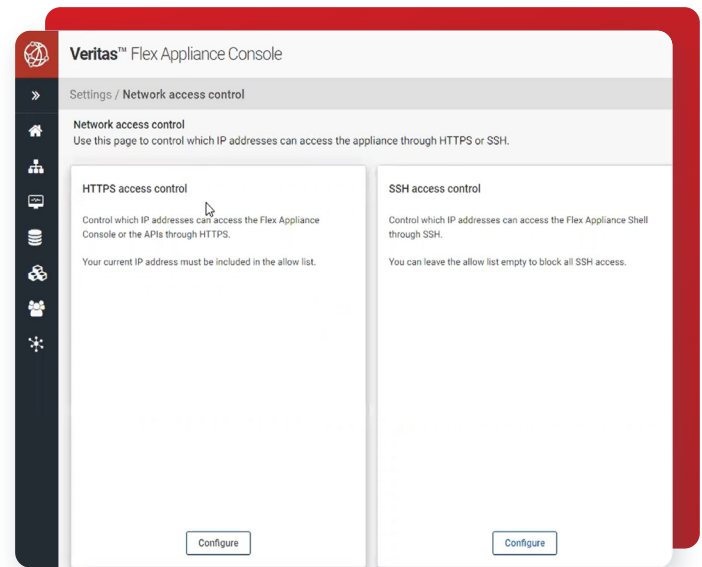 Veritas™ Flex Appliance Console
Settings / Network access control
Network access control
Use this page to control which IP addresses can access the appliance through HTTPS or SSH.
HTTPS access control
Control which IP addresses can access the Flex Appliance
Console or the APIs through HTTPS.
Your current IP address must be included in the allow list.
Configure
SSH access control
Control which IP addresses can access the Flex Appliance Shell
through SSH.
You can leave the allow list empty to block all SSH access.
Configure